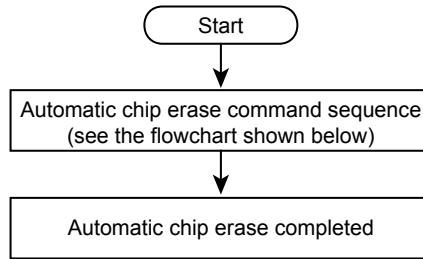 Start
Automatic chip erase command sequence
(see the flowchart shown below)
Automatic chip erase completed